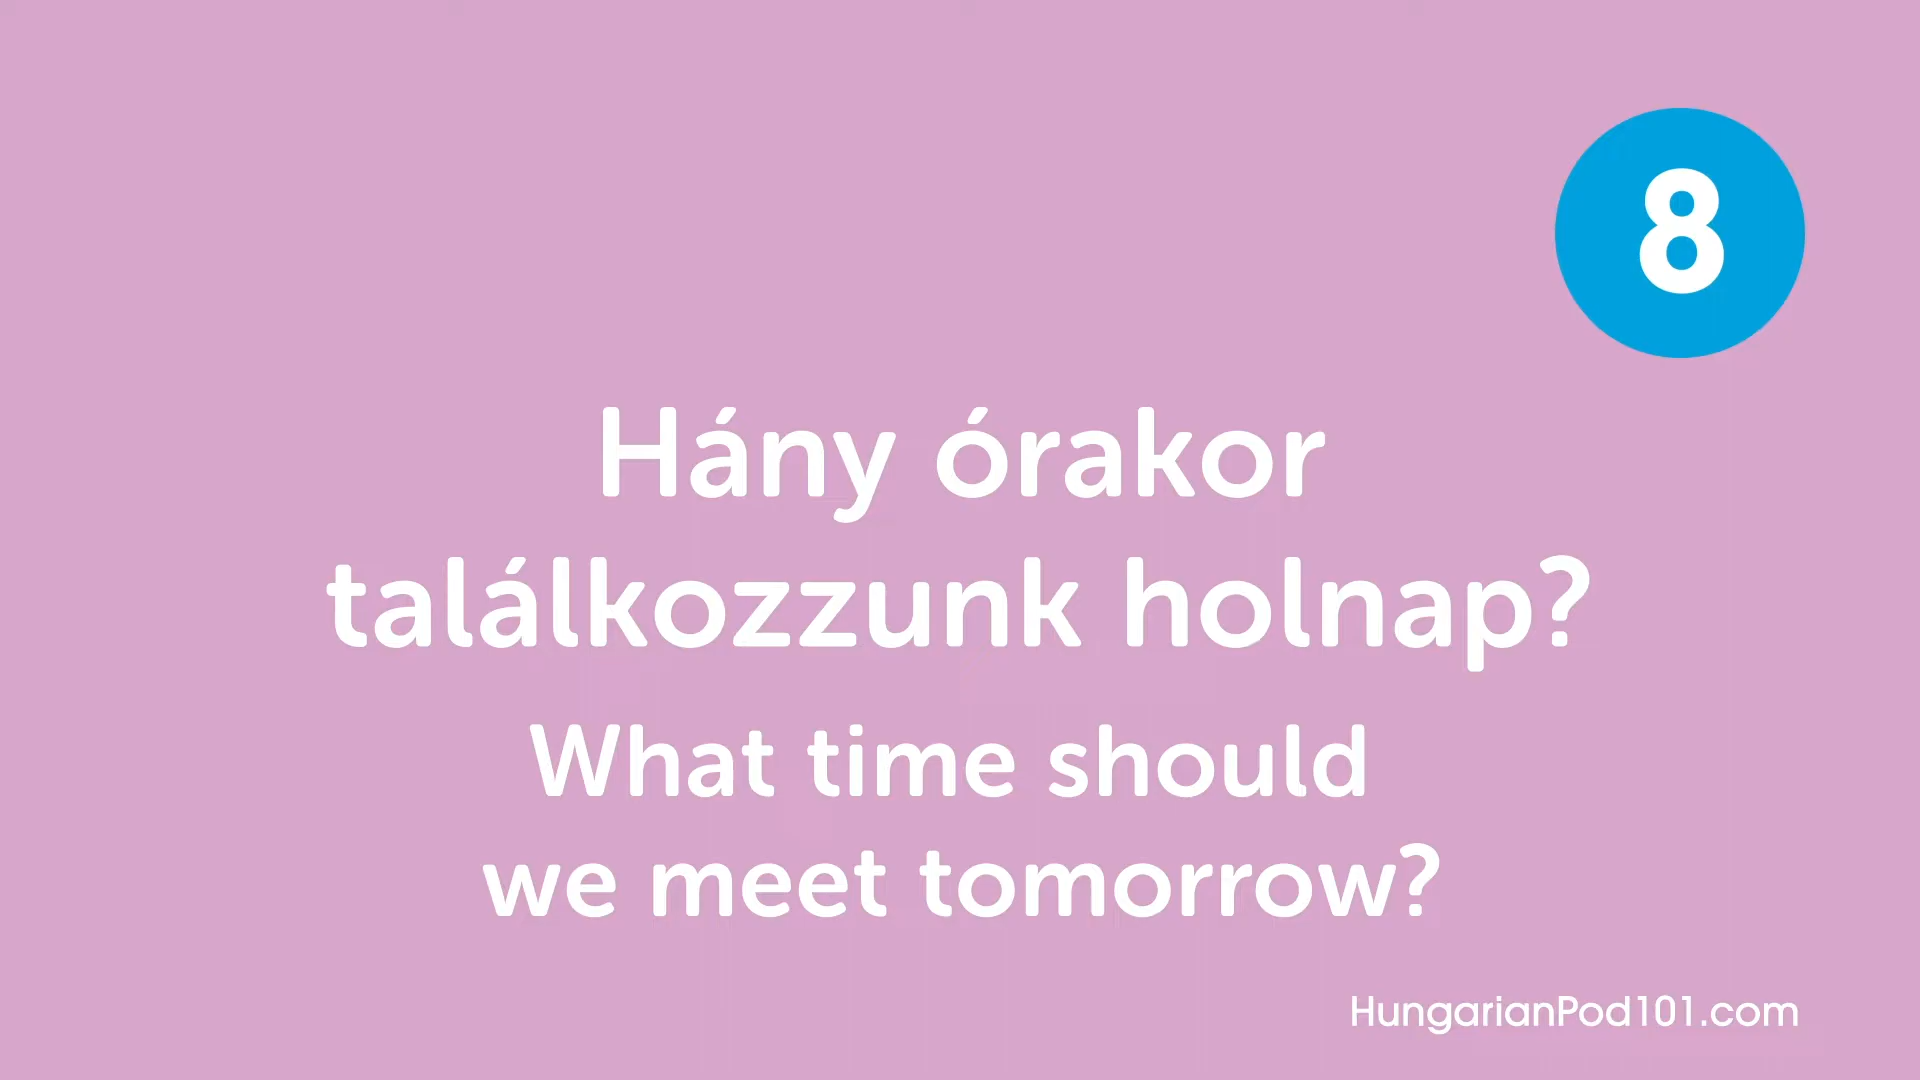 8
Hány órakor
találkozzunk holnap?
What time should
we meet tomorrow?
HungarianPod101.com